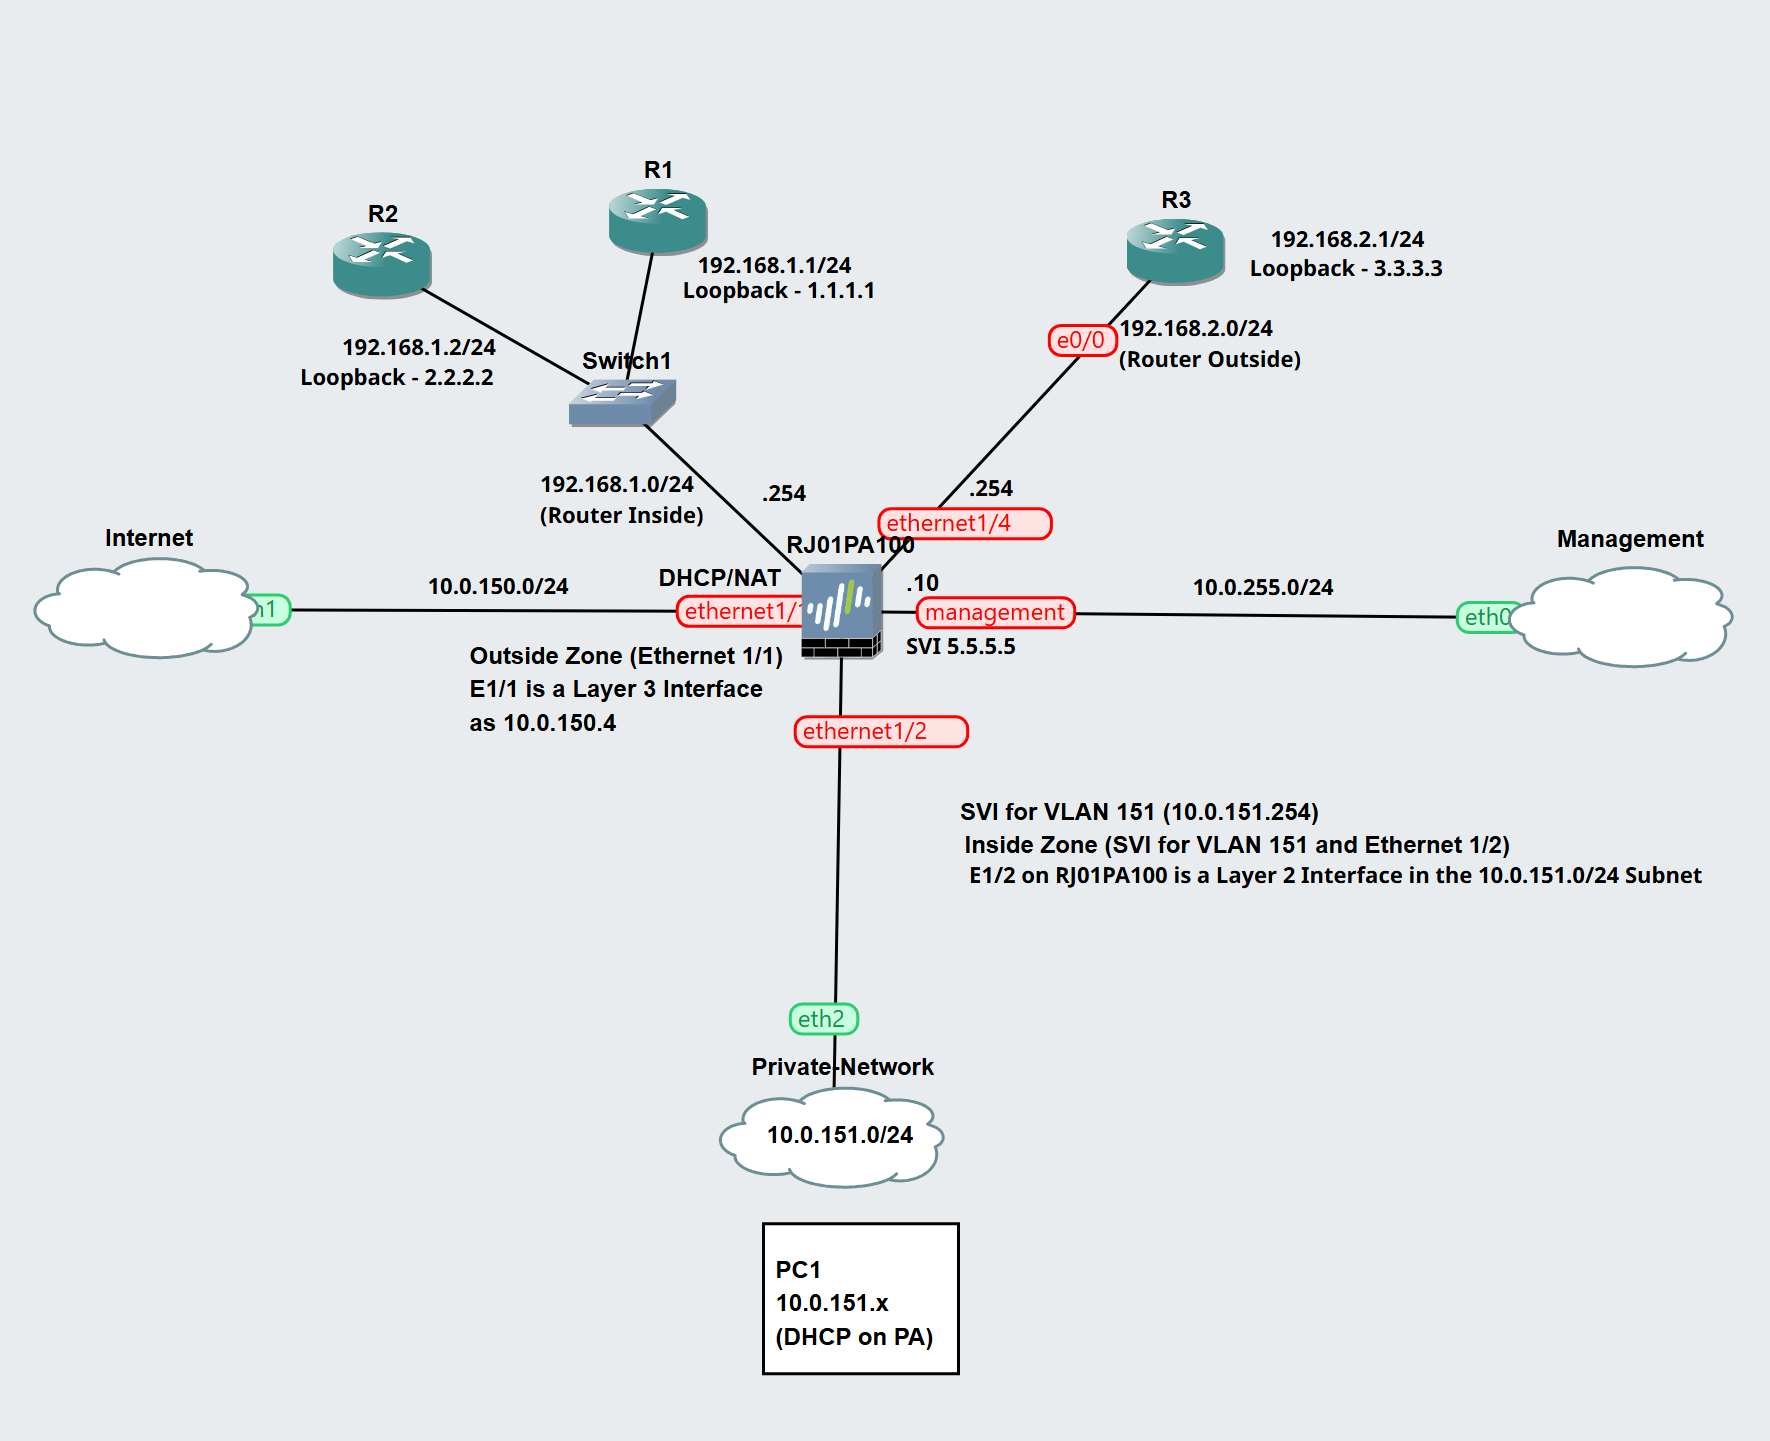 R1
R2
R3
192.168.2.1/24
Loopback - 3.3.3.3
192.168.1.1/24
Loopback - 1.1.1.1
e0/0
192.168.2.0/24
(Router Outside)
192.168.1.2/24
Loopback - 2.2.2.2
Switch1
192.168.1.0/24
(Router Inside)
.254
.254
ethernet1/4
RJ01PA100
Internet
Management
DHCP/NAT
10.0.150.0/24
ethernet1/1
.10
management
SVI 5.5.5.5
10.0.255.0/24
eth0
Outside Zone (Ethernet 1/1)
E1/1 is a Layer 3 Interface
as 10.0.150.4
ethernet1/2
SVI for VLAN 151 (10.0.151.254)
Inside Zone (SVI for VLAN 151 and Ethernet 1/2)
E1/2 on RJ01PA100 is a Layer 2 Interface in the 10.0.151.0/24 Subnet
eth2
Private-Network
10.0.151.0/24
PC1
10.0.151.x
(DHCP on PA)